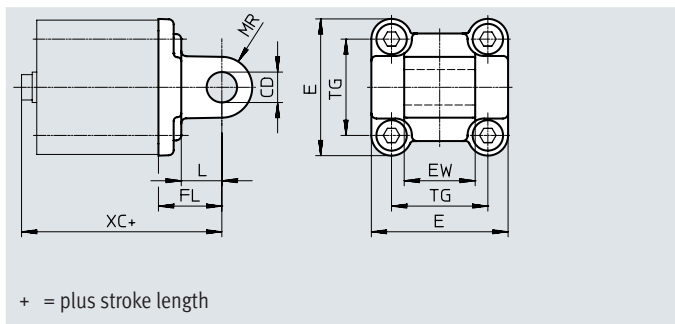 MR
CD
L
FL
XC+
E
TG
EW
TG
E
+ = plus stroke length